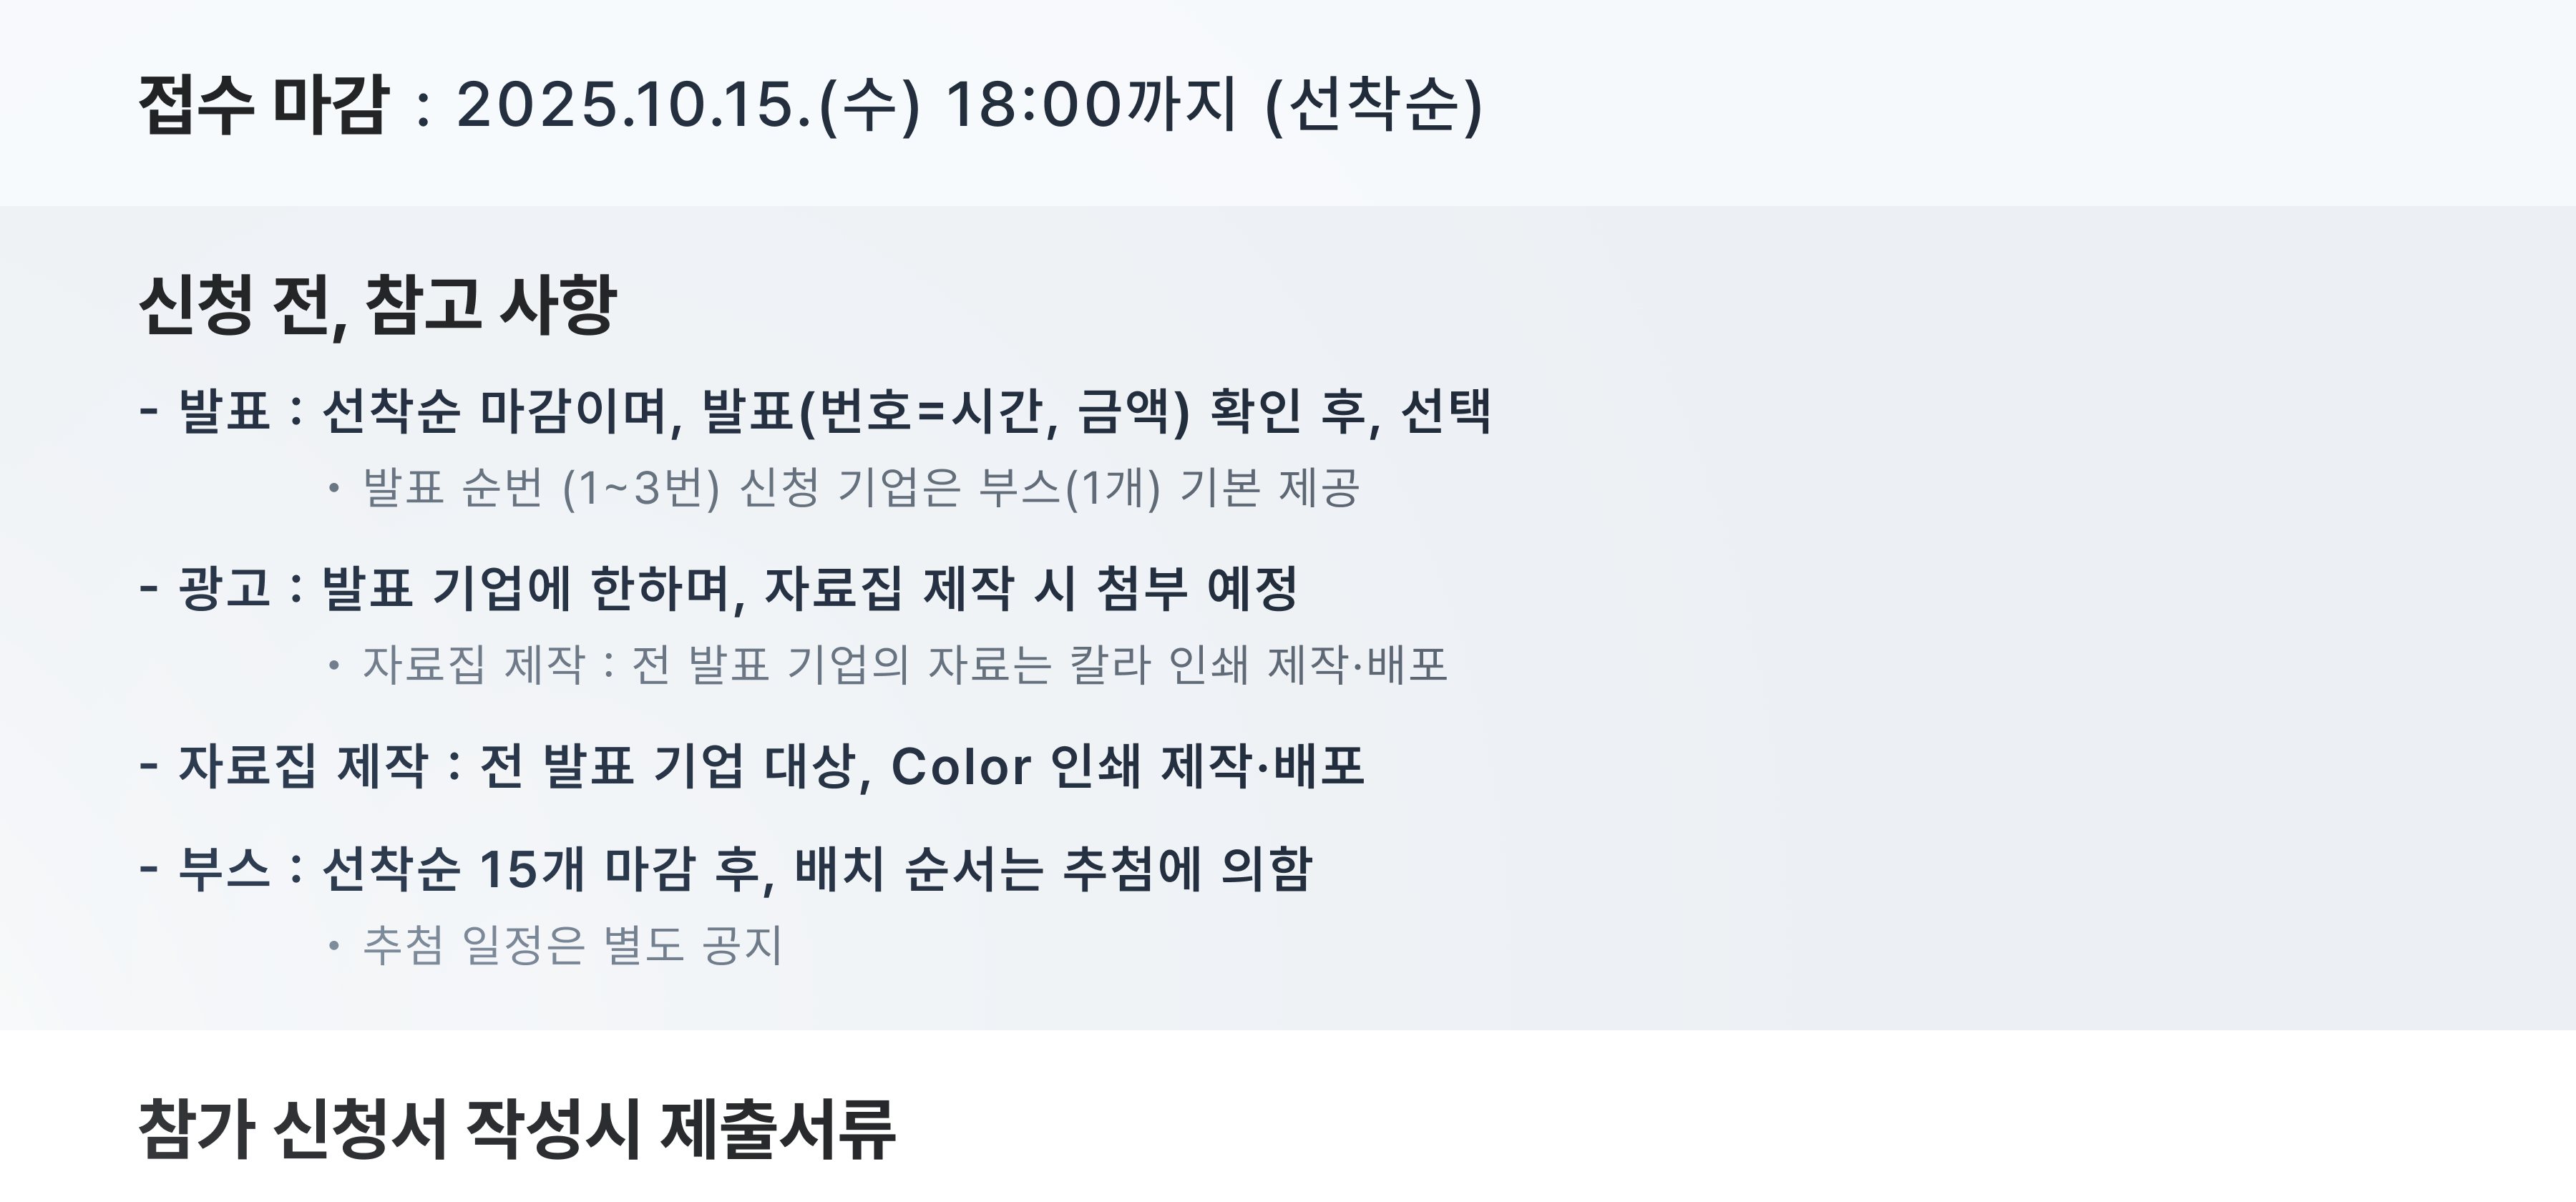 접수 마감 : 2025.10.15.(수) 18:00까지 (선착순)
신청 전, 참고 사항
- 발표 : 선착순 마감이며, 발표(번호=시간, 금액) 확인 후, 선택
• 발표 순번 (1~3번) 신청 기업은 부스(1개) 기본 제공
- 광고 : 발표 기업에 한하며, 자료집 제작 시 첨부 예정
• 자료집 제작 : 전 발표 기업의 자료는 칼라 인쇄 제작·배포
- 자료집 제작 : 전 발표 기업 대상, Color 인쇄 제작·배포
- 부스 : 선착순 15개 마감 후, 배치 순서는 추첨에 의함
• 추첨 일정은 별도 공지
참가 신청서 작성시 제출서류